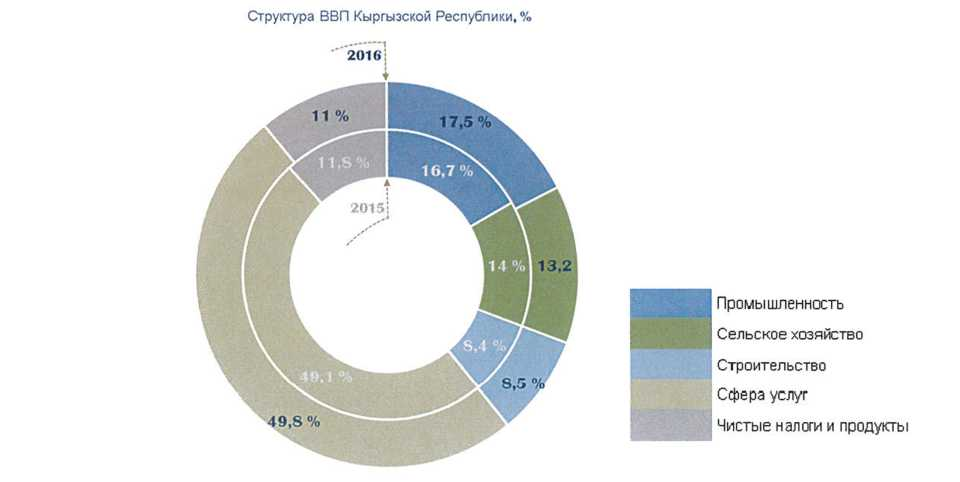 Структура ВВП Кыргызской Республики, %
2016
11 %
17,5 %
11,8 %
16,7 %
2015
14 %
13,2
8,4 %
8,5 %
49,1 %
49,8 %
Промышленность
Сельское хозяйство
Строительство
Сфера услуг
Чистые налоги и продукты